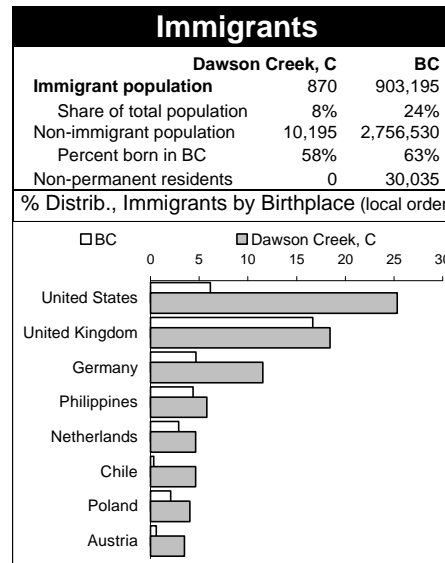 Immigrants
Dawson Creek, C BC
Immigrant population 870 903,195
Share of total population 8% 24%
Non-immigrant population 10,195 2,756,530
Percent born in BC 58% 63%
Non-permanent residents 0 30,035
% Distrib., Immigrants by Birthplace (local order
BC Dawson Creek, C
0 5 10 15 20 25 30
United States
United Kingdom
Germany
Philippines
Netherlands
Chile
Poland
Austria